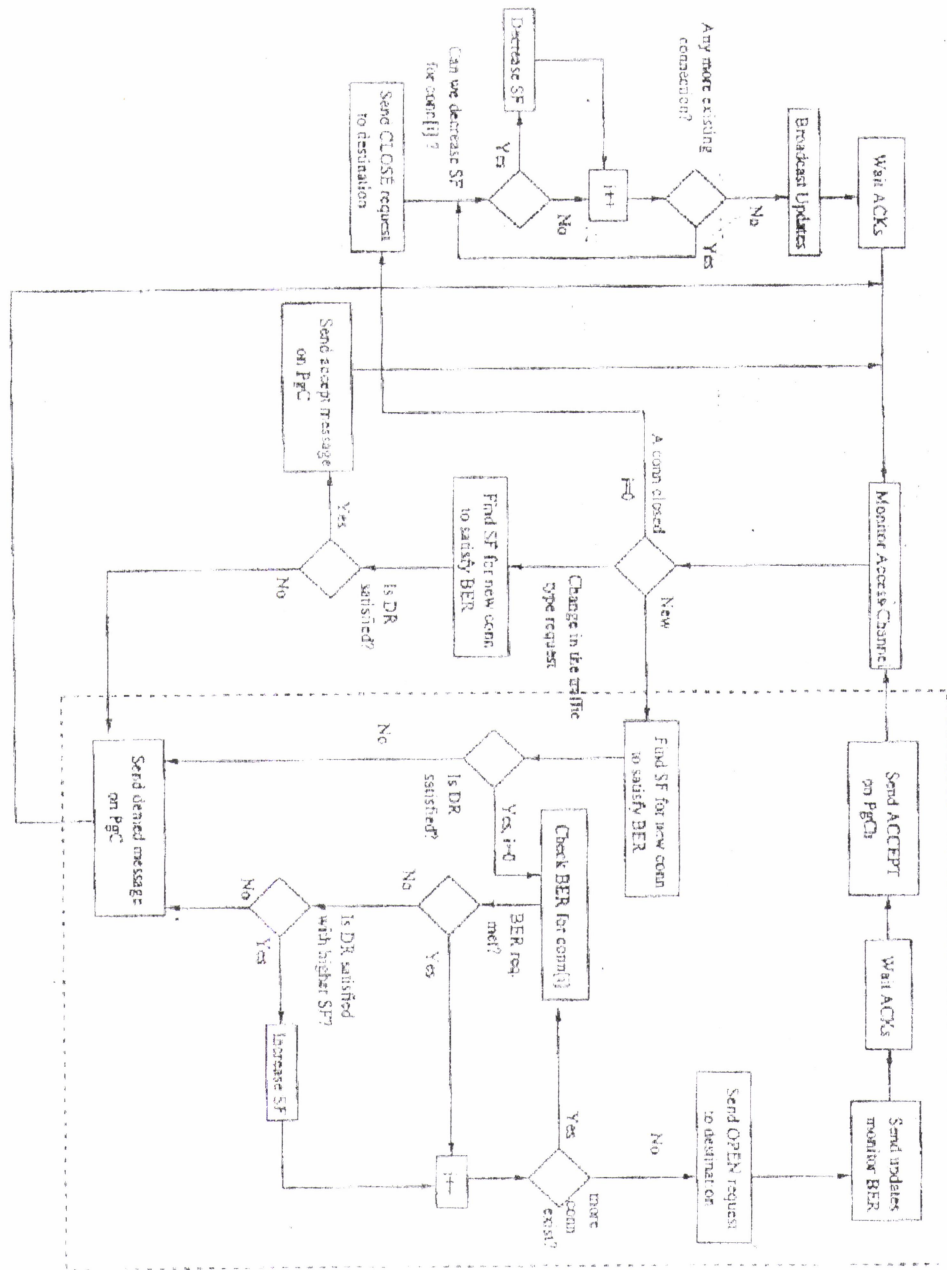 Wait ACKs
Monitor Access Channel
Send ACCEPT
on PgCh
Wait ACKs
Send updates
monitor BER
Broadcast Updates
No
Any more existing
connection?
Yes
i++
No
Decrease SF
Yes
Can we decrease SF
for conn[i] ?
Send CLOSE request
to destination
A conn closed
i=0
New
Change in the traffic
type request
Find SF for new conn
to satisfy BER
Is DR
satisfied?
Yes
No
Send accept message
on PgC
Find SF for new conn
to satisfy BER
Is DR
satisfied?
No
Yes, i=0
Check BER for conn[i]
BER req.
met?
No
Yes
Is DR satisfied
with higher SF?
No
Yes
Increase SF
i++
more
conn
exist?
Yes
No
Send OPEN request
to destination
Send denied message
on PgC